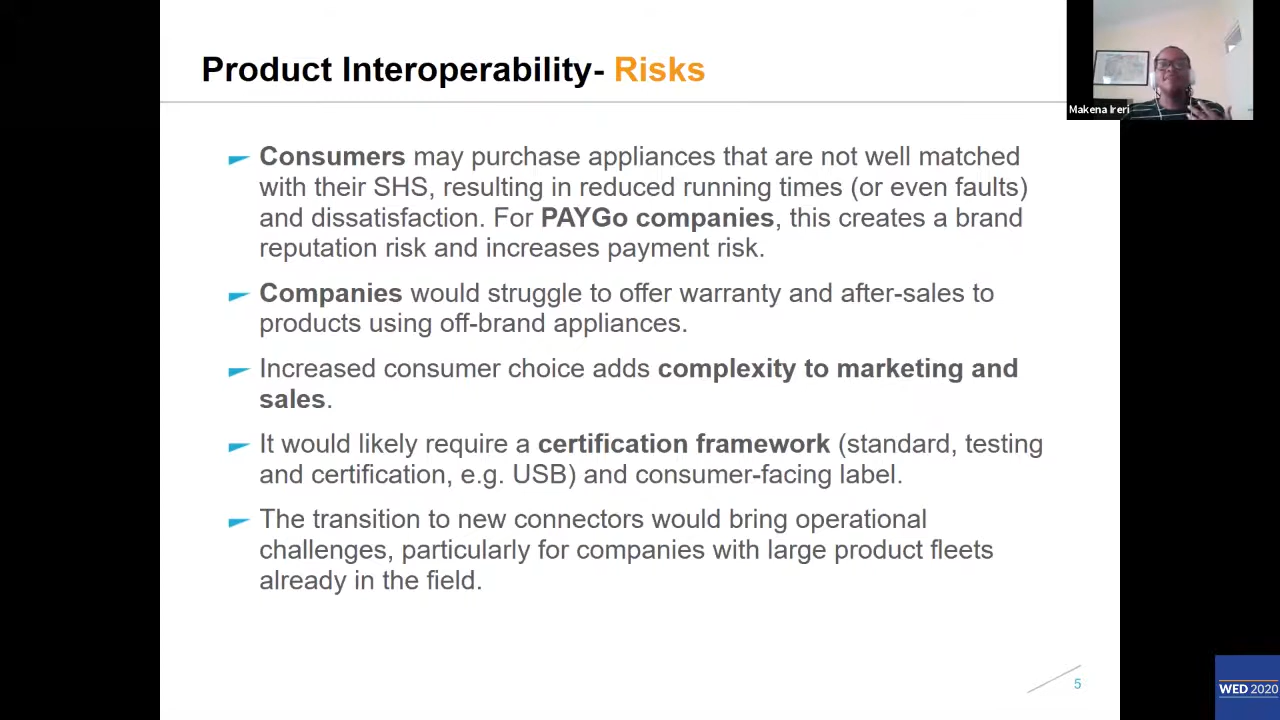 Product Interoperability- Risks
Makena Ireri
Consumers may purchase appliances that are not well matched
with their SHS, resulting in reduced running times (or even faults)
and dissatisfaction. For PAYGo companies, this creates a brand
reputation risk and increases payment risk.
Companies would struggle to offer warranty and after-sales to
products using off-brand appliances.
Increased consumer choice adds complexity to marketing and
sales.
It would likely require a certification framework (standard, testing
and certification, e.g. USB) and consumer-facing label.
The transition to new connectors would bring operational
challenges, particularly for companies with large product fleets
already in the field.
5
WED 2020